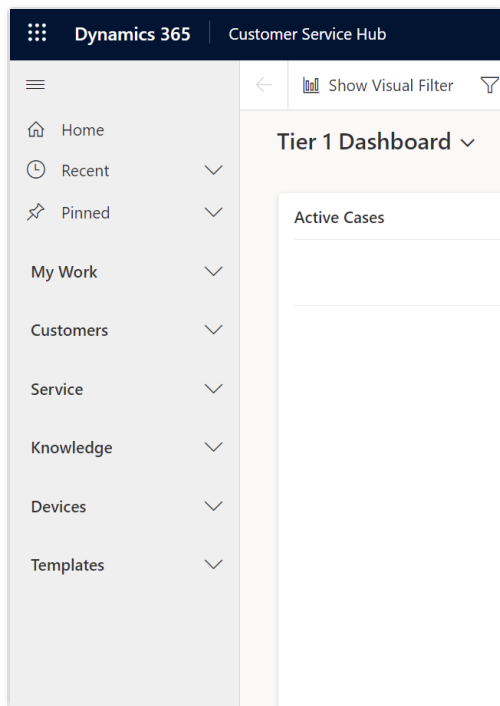 Dynamics 365 Customer Service Hub
Show Visual Filter
Home
Recent
Pinned
My Work
Customers
Service
Knowledge
Devices
Templates
Tier 1 Dashboard
Active Cases